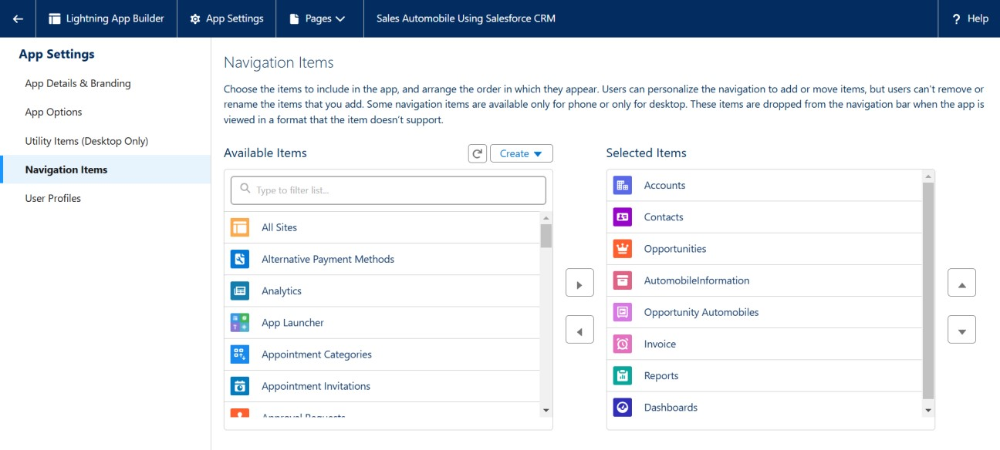 Lightning App Builder App Settings Pages Sales Automobile Using Salesforce CRM ? Help
App Settings
App Details & Branding
App Options
Utility Items (Desktop Only)
Navigation Items
User Profiles
Navigation Items
Choose the items to include in the app, and arrange the order in which they appear. Users can personalize the navigation to add or move items, but users can't remove or
rename the items that you add. Some navigation items are available only for phone or only for desktop. These items are dropped from the navigation bar when the app is
viewed in a format that the item doesn't support.
Available Items
Create
Type to filter list...
All Sites
Alternative Payment Methods
Analytics
App Launcher
Appointment Categories
Appointment Invitations
Approval Requests
Selected Items
Accounts
Contacts
Opportunities
AutomobileInformation
Opportunity Automobiles
Invoice
Reports
Dashboards